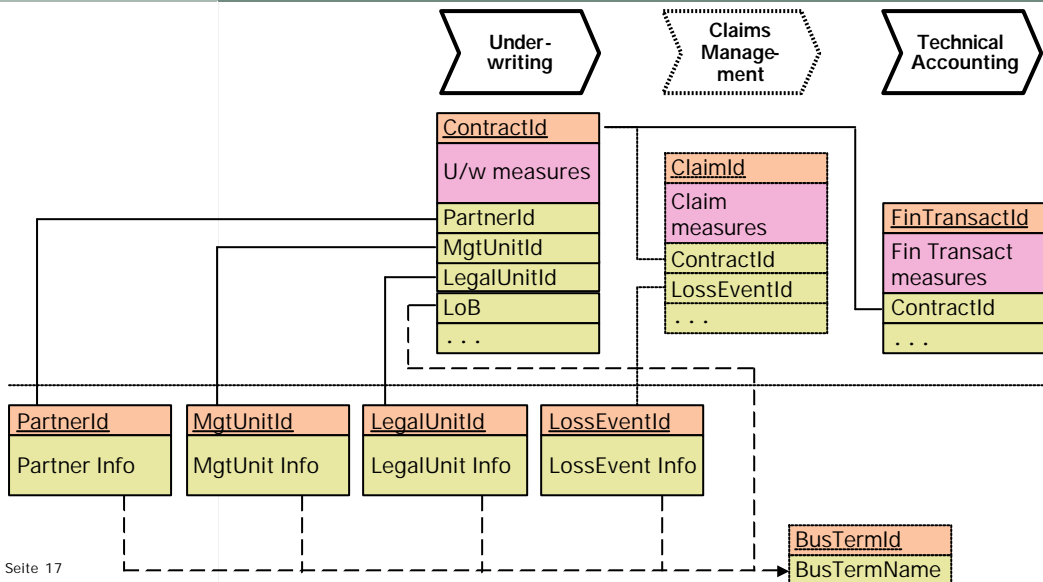 Under-
writing
Claims
Manage-
ment
Technical
Accounting
ContractId
U/w measures
PartnerId
MgtUnitId
LegalUnitId
LoB
. . .
ClaimId
Claim
measures
ContractId
LossEventId
. . .
FinTransactId
Fin Transact
measures
ContractId
. . .
PartnerId
Partner Info
MgtUnitId
MgtUnit Info
LegalUnitId
LegalUnit Info
LossEventId
LossEvent Info
BusTermId
BusTermName
Seite 17